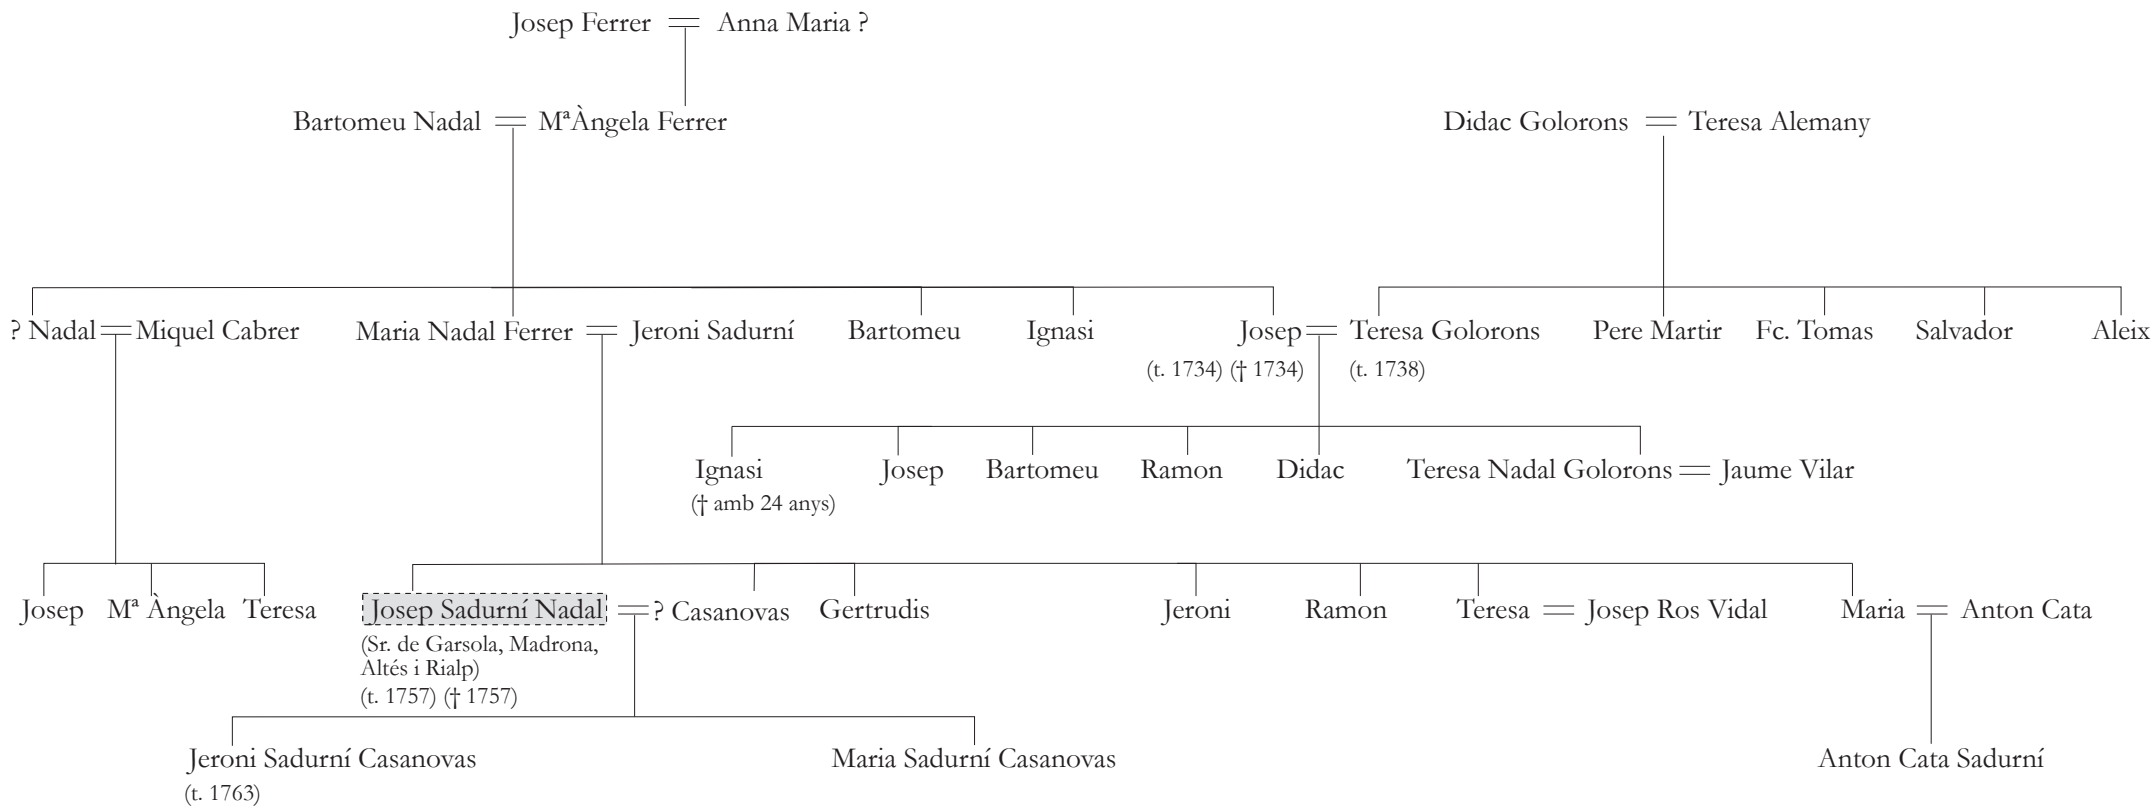 Josep Ferrer Anna Maria ?
Bartomeu Nadal MªÀngela Ferrer Didac Golorons Teresa Alemany
? Nadal Miquel Cabrer Maria Nadal Ferrer Jeroni Sadurní Bartomeu Ignasi Josep Teresa Golorons Pere Martir Fc. Tomas Salvador Aleix
(t. 1734) († 1734) (t. 1738)
Ignasi Josep Bartomeu Ramon Didac Teresa Nadal Golorons Jaume Vilar
(† amb 24 anys)
Josep Mª Àngela Teresa Josep Sadurní Nadal ? Casanovas Gertrudis Jeroni Ramon Teresa Josep Ros Vidal Maria Anton Cata
(Sr. de Garsola, Madrona,
Altés i Rialp)
(t. 1757) († 1757)
Jeroni Sadurní Casanovas Maria Sadurní Casanovas Anton Cata Sadurní
(t. 1763)